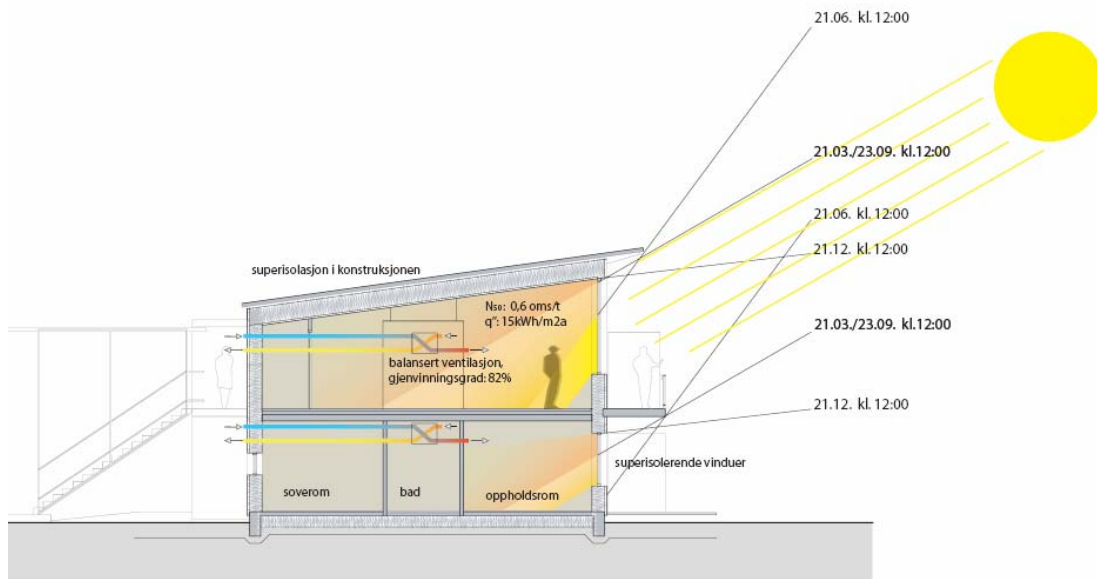 21.06. kl. 12:00
21.03./23.09. kl.12:00
21.06. kl. 12:00
21.12. kl. 12:00
superisolasjon i konstruksjonen
N50: 0,6 oms/t
q": 15kWh/m2a
balansert ventilasjon,
gjenvinningsgrad: 82%
21.03./23.09. kl.12:00
21.12. kl. 12:00
superisolerende vinduer
soverom
bad
oppholdsrom